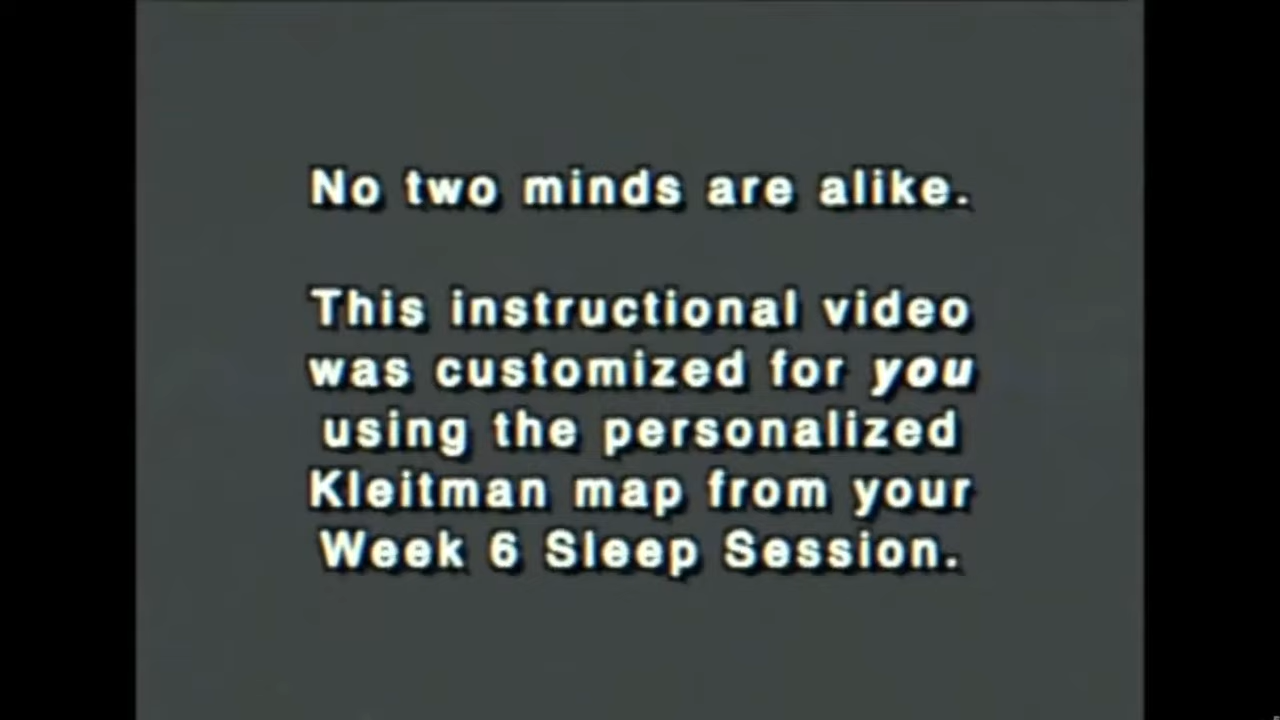 No two minds are alike.
This instructional video
was customized for you
using the personalized
Kleitman map from your
Week 6 Sleep Session.